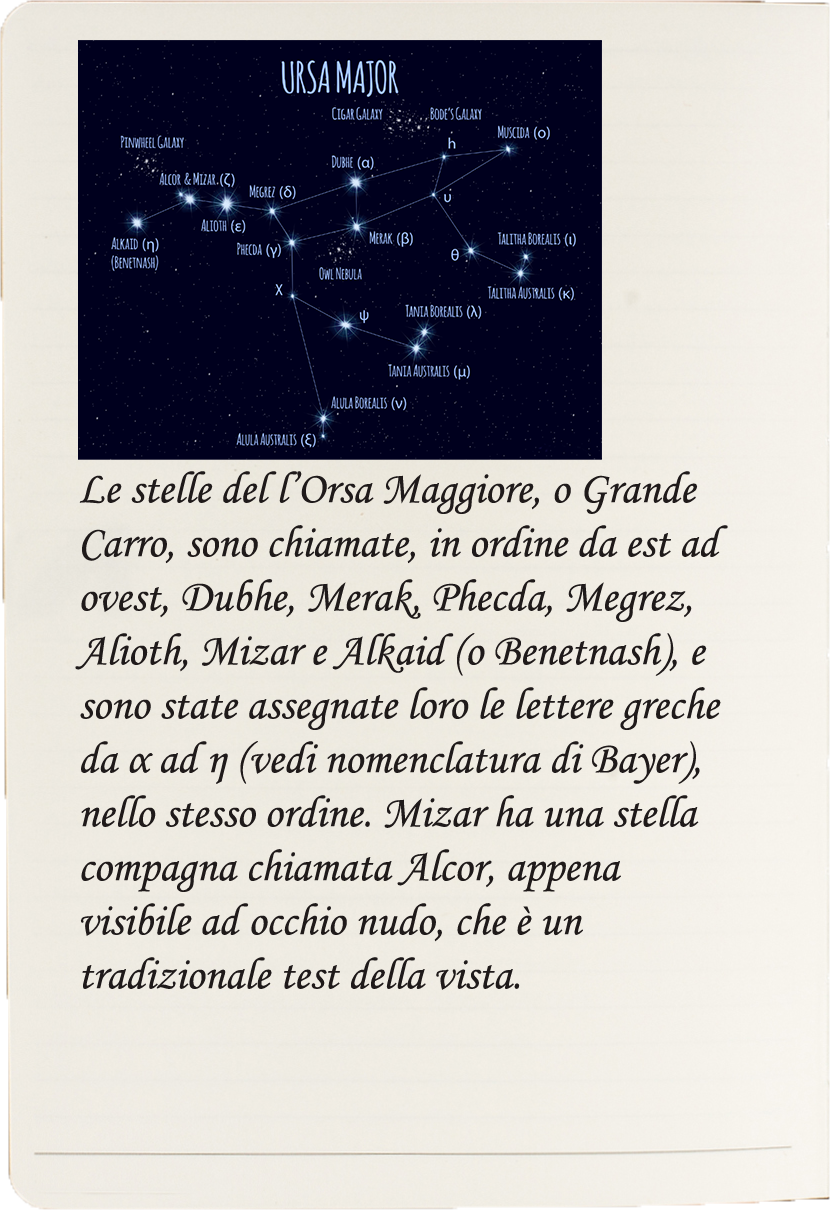 URSA MAJOR
CIGAR GALAXY
BODE'S GALAXY
MUSCIDA (ο)
PINWHEEL GALAXY
h
DUBHE (α)
ALCOR & MIZAR (ζ)
MEGREZ (δ)
υ
ALIOTH (ε)
ALKAID (η)
(BENETNASH)
PHECDA (γ)
MERAK (β)
TALITHA BOREALIS (ι)
θ
OWL NEBULA
χ
TALITHA AUSTRALIS (κ)
ψ
TANIA BOREALIS (λ)
TANIA AUSTRALIS (μ)
ALULA BOREALIS (ν)
ALULA AUSTRALIS (ξ)
Le stelle del l'Orsa Maggiore, o Grande
Carro, sono chiamate, in ordine da est ad
ovest, Dubhe, Merak, Phecda, Megrez,
Alioth, Mizar e Alkaid (o Benetnash), e
sono state assegnate loro le lettere greche
da α ad η (vedi nomenclatura di Bayer),
nello stesso ordine. Mizar ha una stella
compagna chiamata Alcor, appena
visibile ad occhio nudo, che è un
tradizionale test della vista.